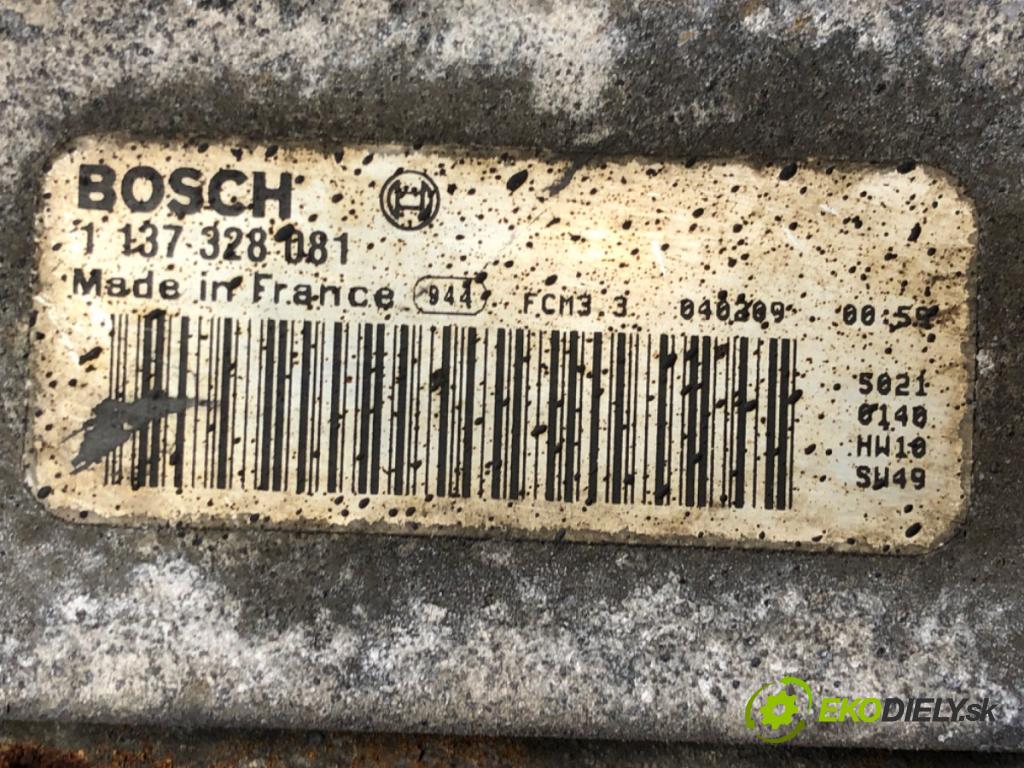 BOSCH
1 137 328 081
Made in France 944 FCM3.3 040309 00:59
5021
0140
HW10
SW49
EKODIELY.sk